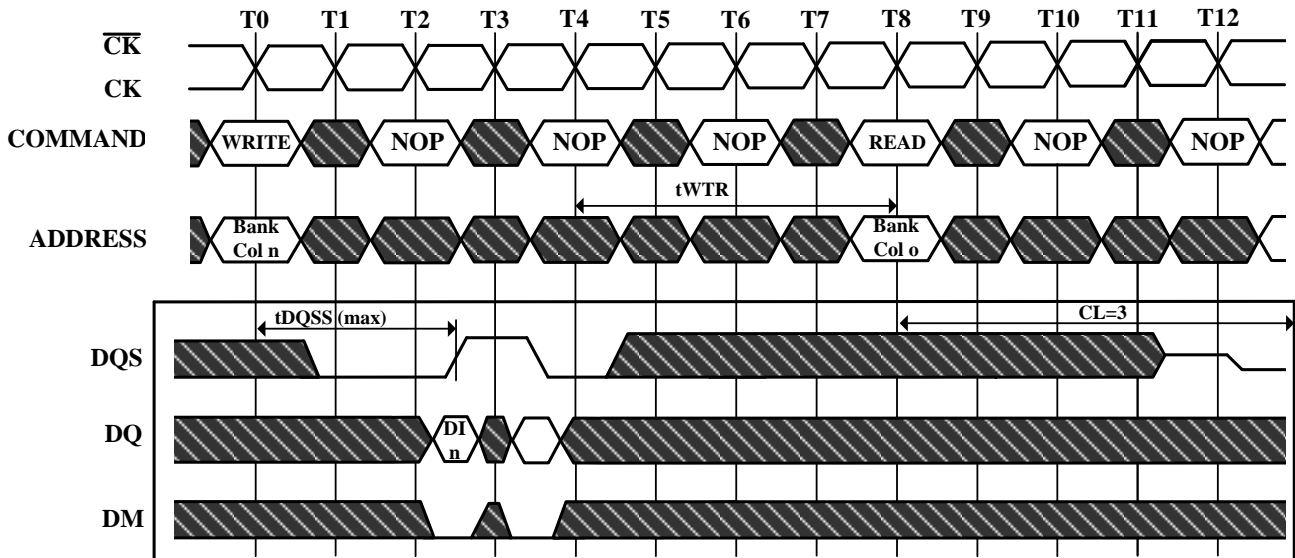 T0 T1 T2 T3 T4 T5 T6 T7 T8 T9 T10 T11 T12
CK
CK
COMMAND WRITE NOP NOP NOP READ NOP NOP
tWTR
ADDRESS Bank Col n Bank Col o
tDQSS (max) CL=3
DQS
DQ DI n
DM